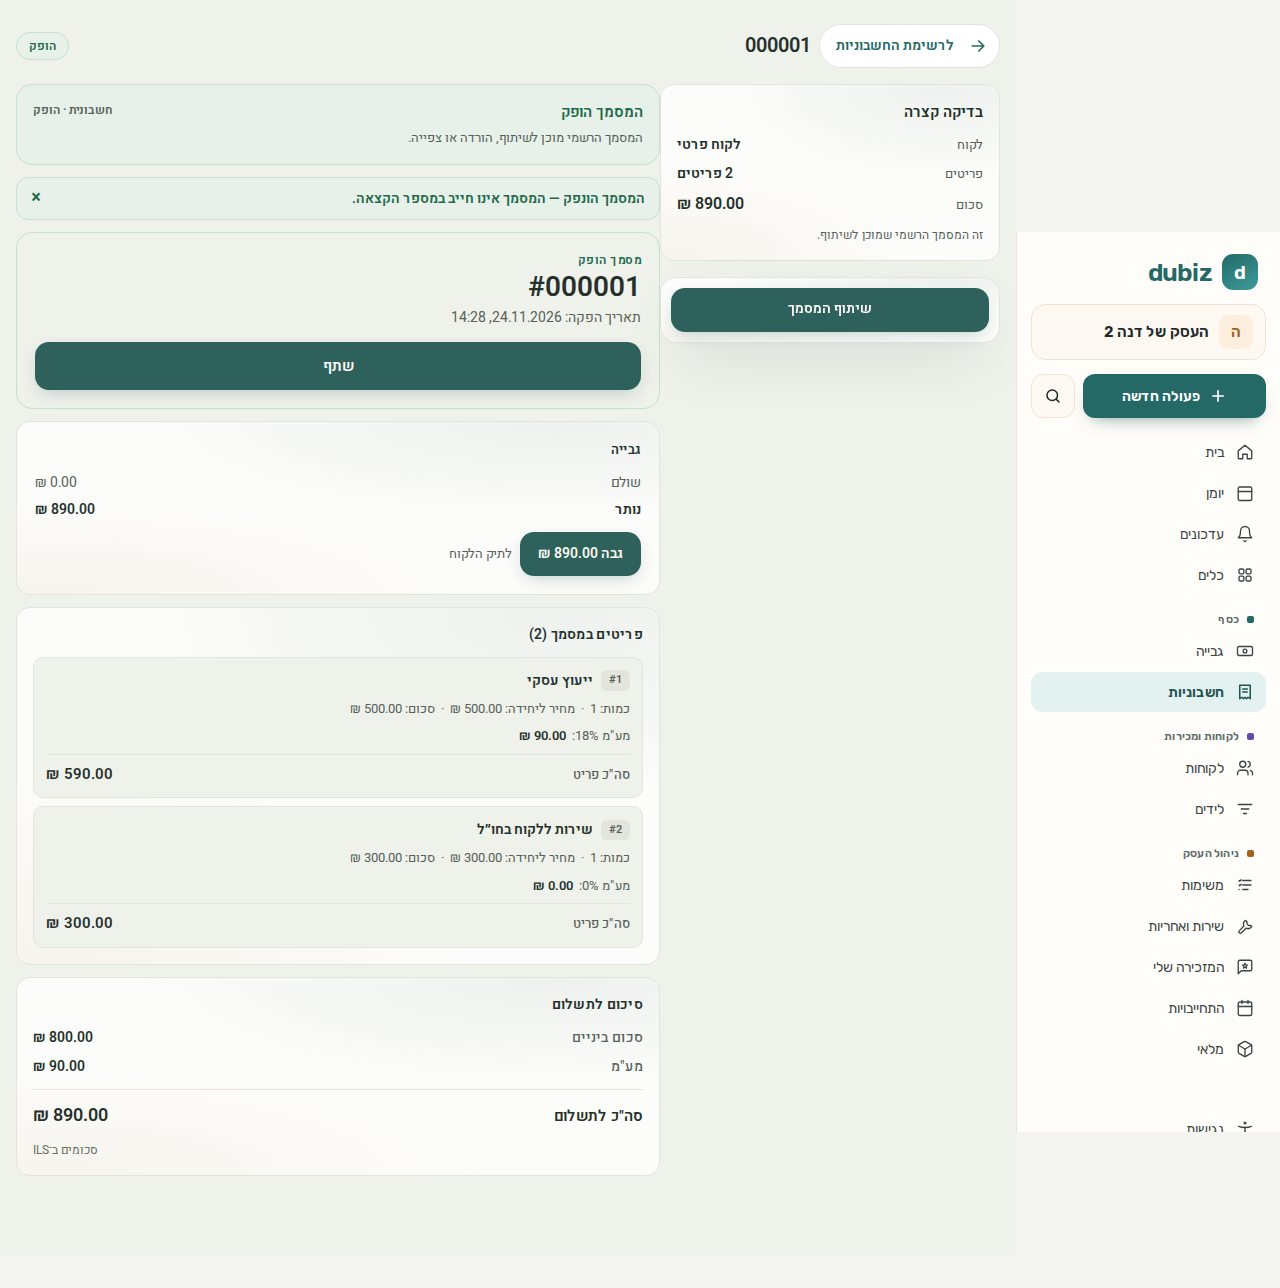 לרשימת החשבוניות
000001
הופק
בדיקה קצרה
לקוח
לקוח פרטי
פריטים
2 פריטים
סכום
890.00 ₪
זה המסמך הרשמי שמוכן לשיתוף.
שיתוף המסמך
המסמך הופק
חשבונית · הופק
המסמך הרשמי מוכן לשיתוף, הורדה או צפייה.
המסמך הונפק — המסמך אינו חייב במספר הקצאה.
×
מסמך הופק
#000001
תאריך הפקה: 24.11.2026, 14:28
שתף
גבייה
שולם
0.00 ₪
נותר
890.00 ₪
גבה 890.00 ₪
לתיק הלקוח
פריטים במסמך (2)
#1
ייעוץ עסקי
כמות: 1 · מחיר ליחידה: 500.00 ₪ · סכום: 500.00 ₪
מע"מ 18%: 90.00 ₪
סה"כ פריט
590.00 ₪
#2
שירות ללקוח בחו״ל
כמות: 1 · מחיר ליחידה: 300.00 ₪ · סכום: 300.00 ₪
מע"מ 0%: 0.00 ₪
סה"כ פריט
300.00 ₪
סיכום לתשלום
סכום ביניים
800.00 ₪
מע"מ
90.00 ₪
סה"כ לתשלום
890.00 ₪
סכומים ב־ILS
d
dubiz
ה
העסק של דנה 2
פעולה חדשה
בית
יומן
עדכונים
כלים
כסף
גבייה
חשבוניות
לקוחות ומכירות
לקוחות
לידים
ניהול העסק
משימות
שירות ואחריות
המזכירה שלי
התחייבויות
מלאי
נגישות